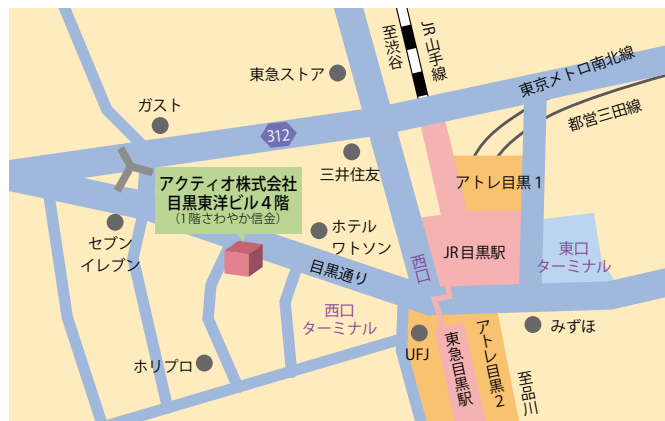 至渋谷
JR山手線
東急ストア
東京メトロ南北線
都営三田線
ガスト
312
三井住友
アトレ目黒1
アクティオ株式会社
目黒東洋ビル4階
(1階さわやか信金)
セブン
イレブン
ホテル
ワトソン
目黒通り
西口
JR目黒駅
東口
ターミナル
西口
ターミナル
UFJ
みずほ
東急目黒駅
アトレ目黒2
至品川
ホリプロ